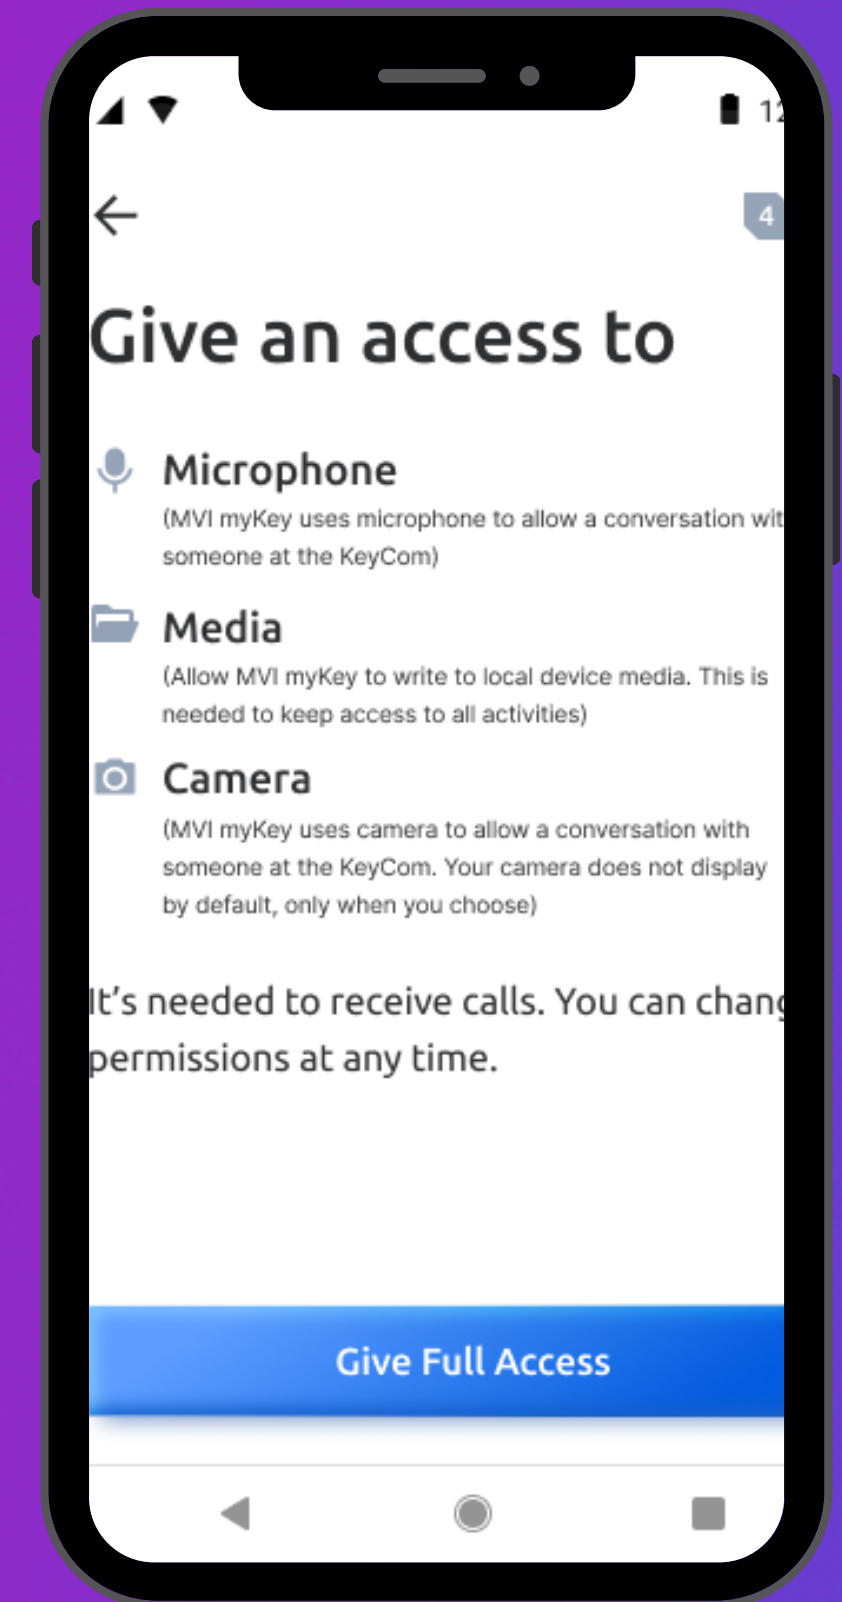 12
4
Give an access to
Microphone
(MVI myKey uses microphone to allow a conversation wit
someone at the KeyCom)
Media
(Allow MVI myKey to write to local device media. This is
needed to keep access to all activities)
Camera
(MVI myKey uses camera to allow a conversation with
someone at the KeyCom. Your camera does not display
by default, only when you choose)
It’s needed to receive calls. You can chang
permissions at any time.
Give Full Access